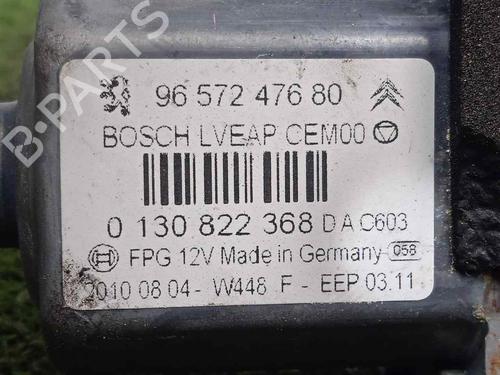 B-PARTS
96 572 476 80
BOSCH LVEAP CEM00
0 130 822 368 D A C603
FPG 12V Made in Germany 058
2010 08 04 - W448 F - EEP 03.11